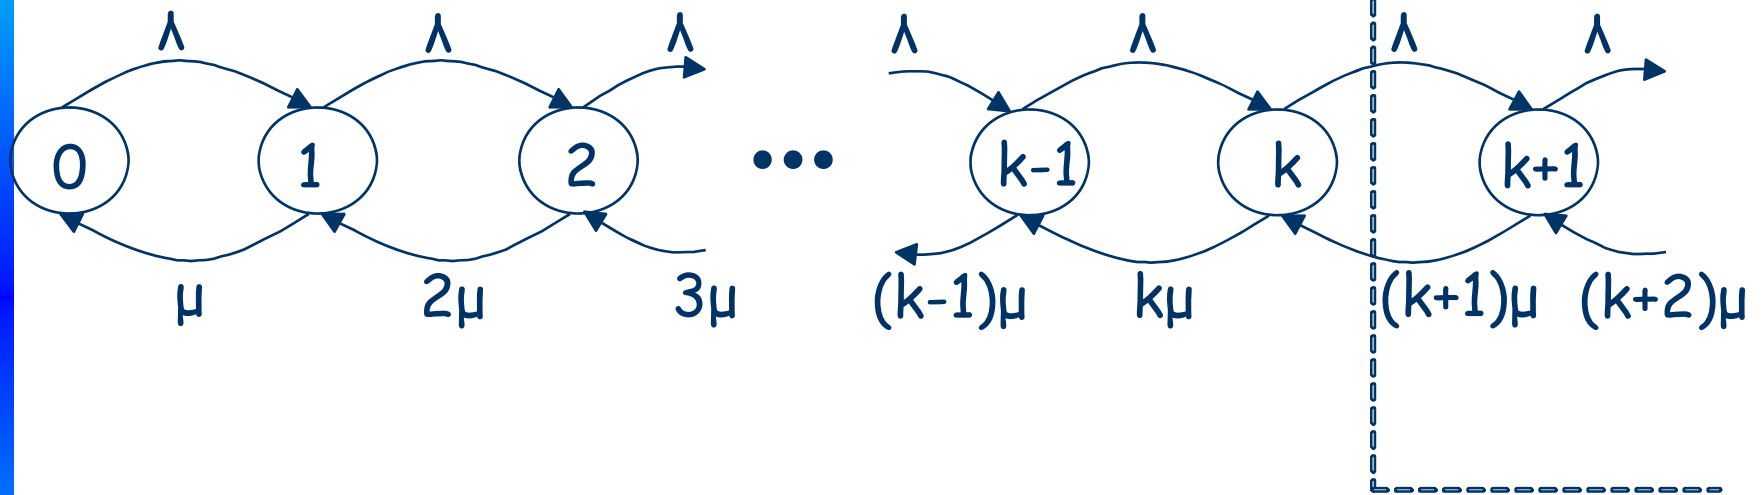 λ λ λ λ λ λ λ
0 1 2 ••• k-1 k k+1
μ 2μ 3μ (k-1)μ kμ (k+1)μ (k+2)μ